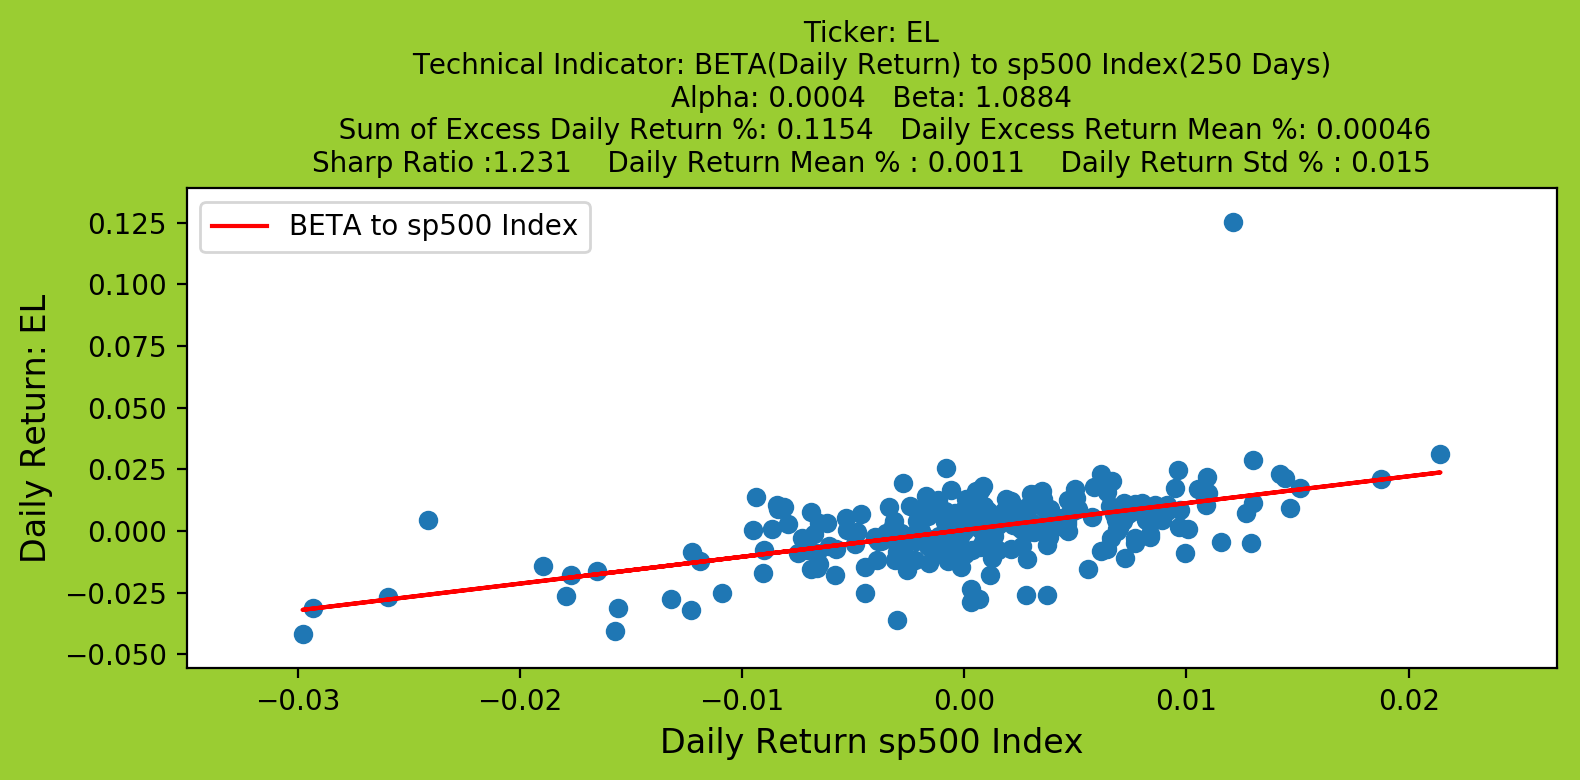 Ticker: EL
Technical Indicator: BETA(Daily Return) to sp500 Index(250 Days)
Alpha: 0.0004   Beta: 1.0884
Sum of Excess Daily Return %: 0.1154   Daily Excess Return Mean %: 0.00046
Sharp Ratio :1.231    Daily Return Mean % : 0.0011    Daily Return Std % : 0.015
BETA to sp500 Index
Daily Return: EL
0.125
0.100
0.075
0.050
0.025
0.000
−0.025
−0.050
−0.03
−0.02
−0.01
0.00
0.01
0.02
Daily Return sp500 Index